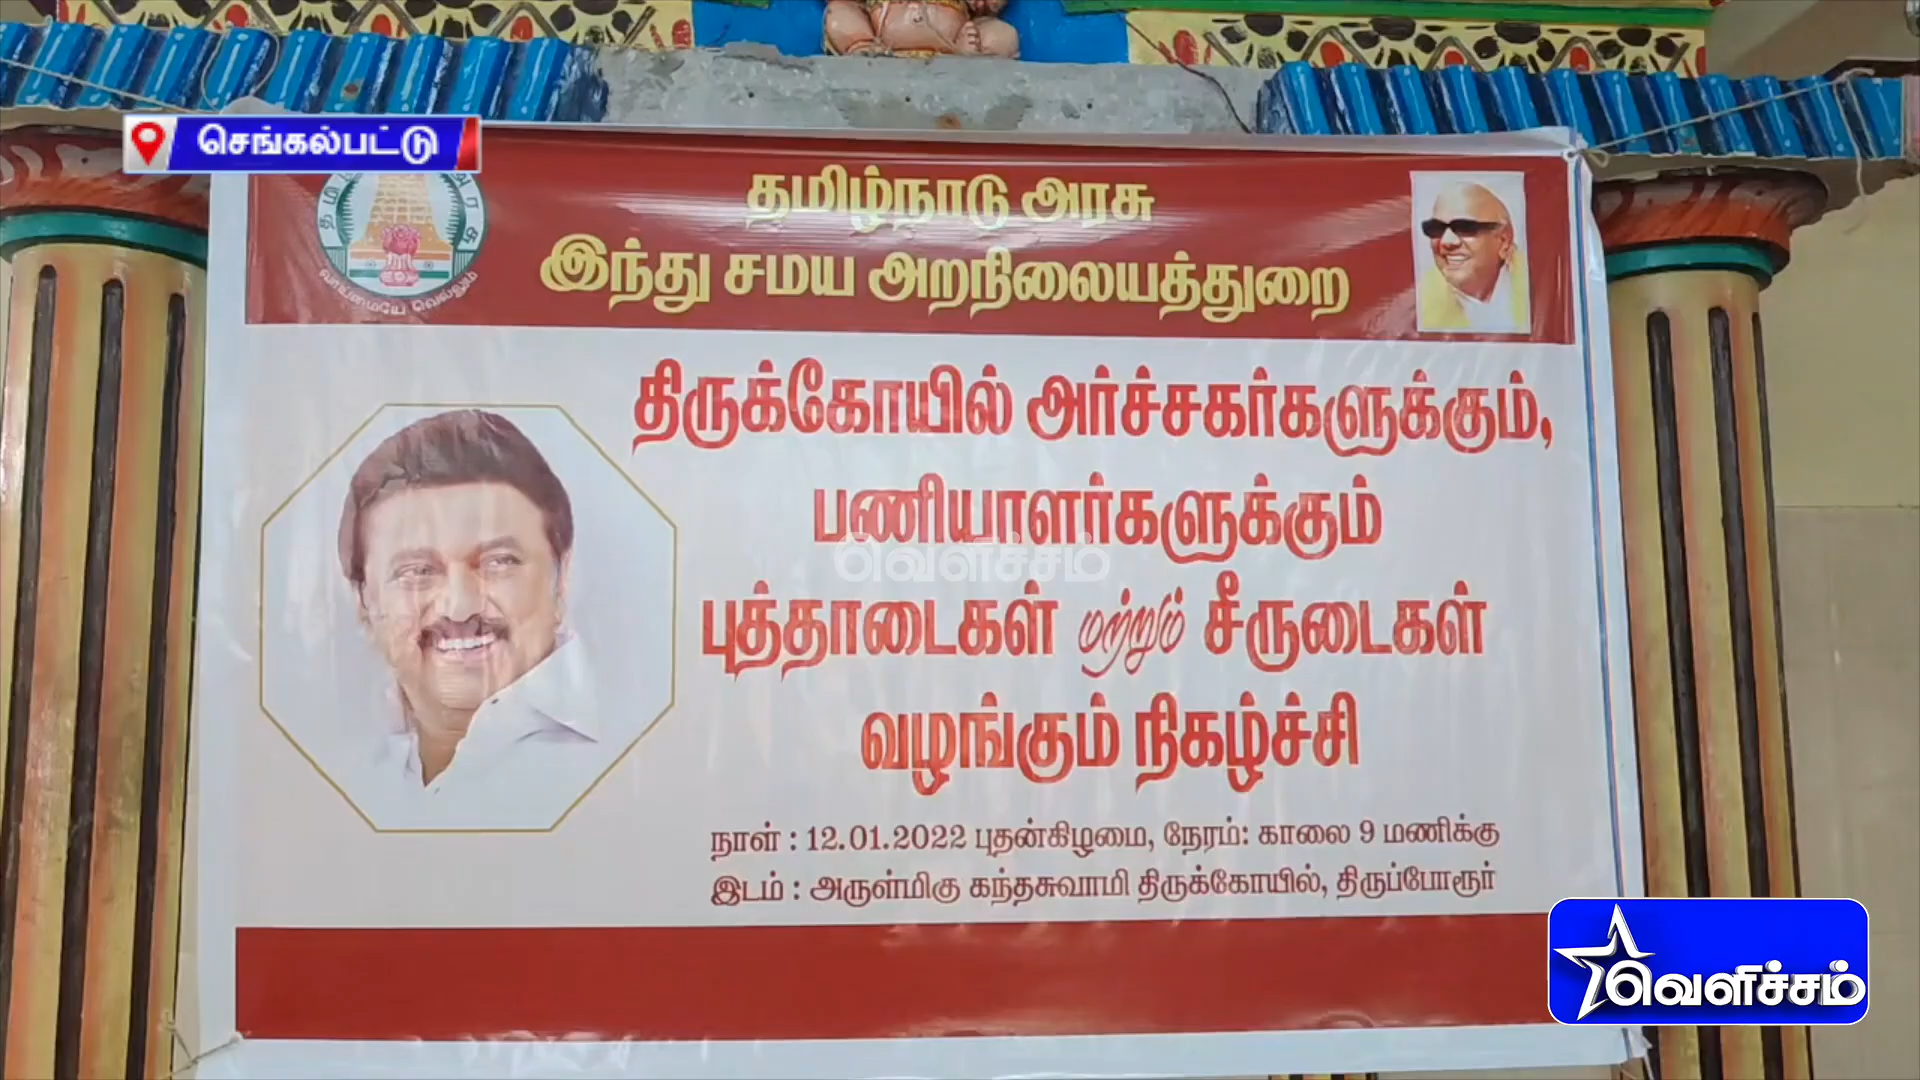 செங்கல்பட்டு
தமிழ்நாடு அரசு
இந்து சமய அறநிலையத்துறை
வாய்மையே வெல்லும்
திருக்கோயில் அர்ச்சகர்களுக்கும்,
பணியாளர்களுக்கும்
வெளிச்சம்
புத்தாடைகள் மற்றும் சீருடைகள்
வழங்கும் நிகழ்ச்சி
நாள் : 12.01.2022 புதன்கிழமை, நேரம்: காலை 9 மணிக்கு
இடம் : அருள்மிகு கந்தசுவாமி திருக்கோயில், திருப்போரூர்
வெளிச்சம்